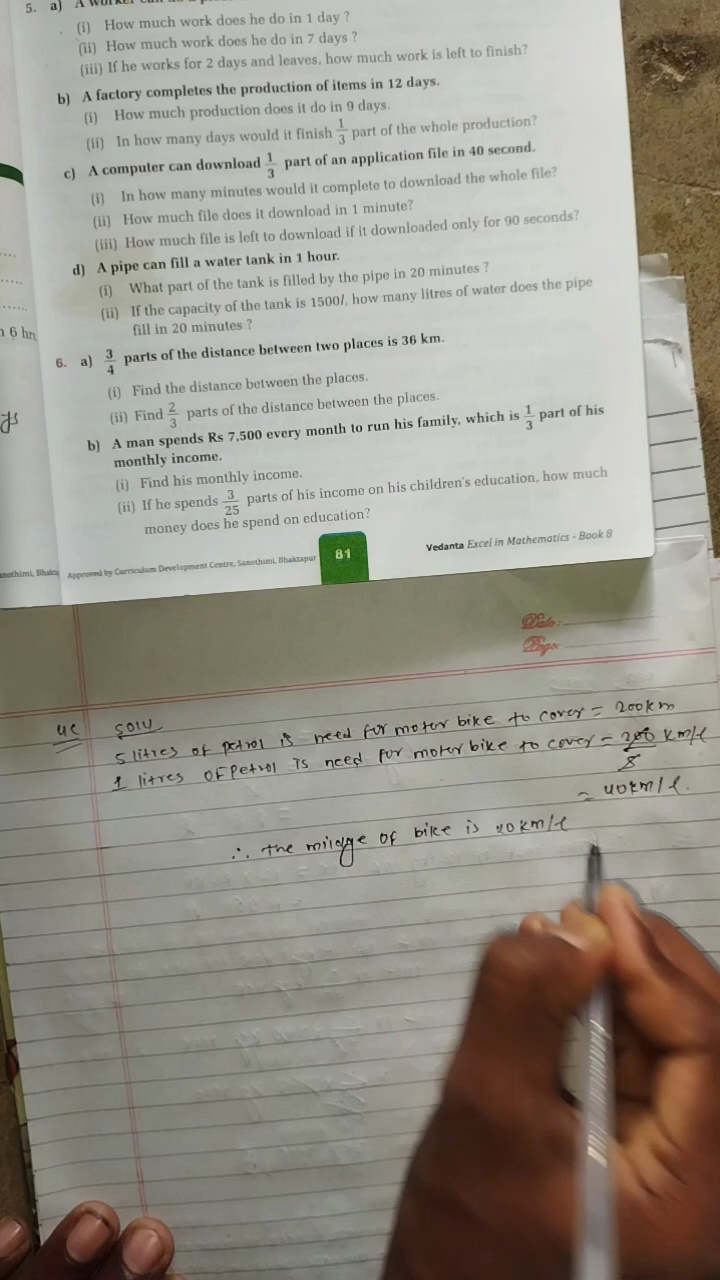 5. a)
(i) How much work does he do in 1 day ?
(ii) How much work does he do in 7 days ?
(iii) If he works for 2 days and leaves, how much work is left to finish?
b) A factory completes the production of items in 12 days.
(i) How much production does it do in 9 days.
(ii) In how many days would it finish 1/3 part of the whole production?
c) A computer can download 1/3 part of an application file in 40 second.
(i) In how many minutes would it complete to download the whole file?
(ii) How much file does it download in 1 minute?
(iii) How much file is left to download if it downloaded only for 90 seconds?
d) A pipe can fill a water tank in 1 hour.
(i) What part of the tank is filled by the pipe in 20 minutes ?
(ii) If the capacity of the tank is 1500l, how many litres of water does the pipe
fill in 20 minutes ?
6 hr
6. a) 3/4 parts of the distance between two places is 36 km.
(i) Find the distance between the places.
(ii) Find 2/3 parts of the distance between the places.
b) A man spends Rs 7,500 every month to run his family, which is 1/3 part of his
monthly income.
(i) Find his monthly income.
(ii) If he spends 3/25 parts of his income on his children's education, how much
money does he spend on education?
Approved by Curriculum Development Centre, Sanothimi, Bhaktapur 81 Vedanta Excel in Mathematics - Book 8
Date:
Page:
4c solu
5 litres of petrol is need for motor bike to cover = 200km
1 litres OF Petrol is need for motor bike to cover = 200/5 km/l
= 40km/l.
∴ the milage of bike is 40km/l